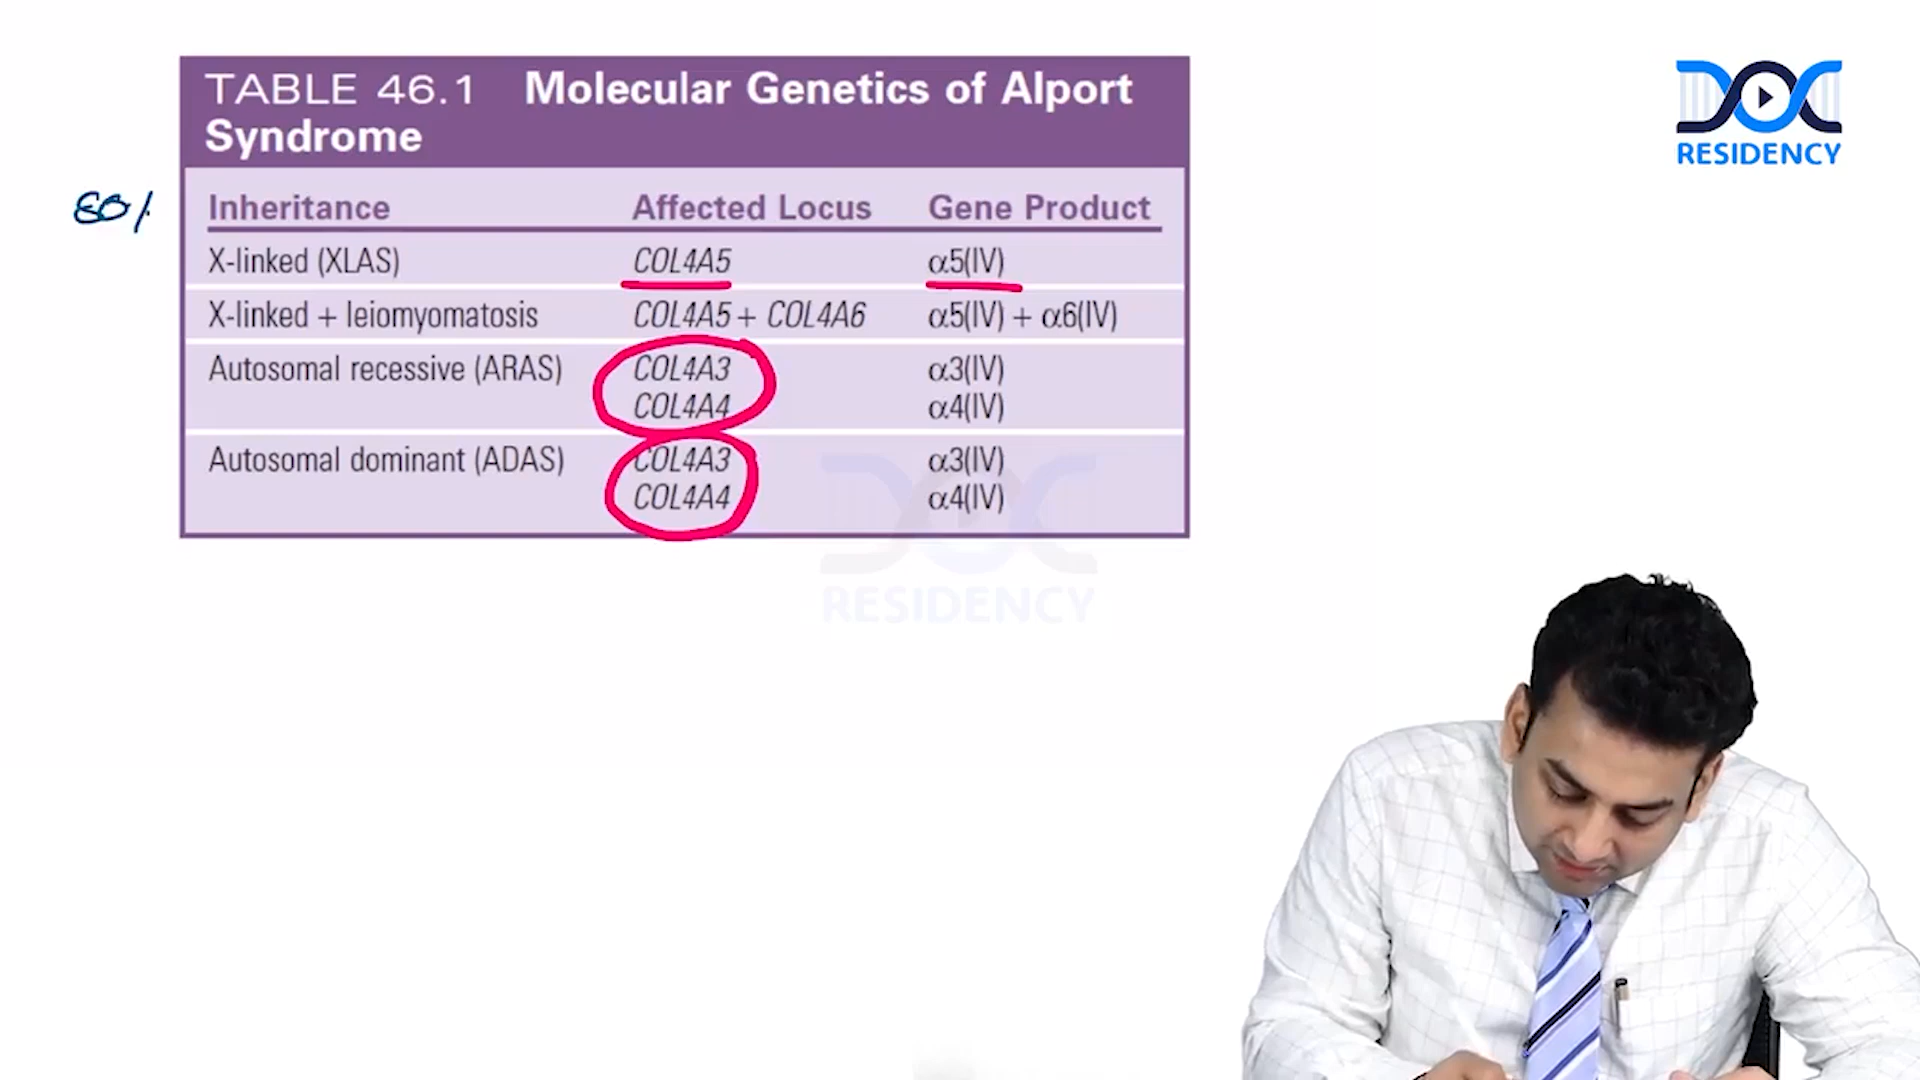 TABLE 46.1 Molecular Genetics of Alport
Syndrome
80%
Inheritance Affected Locus Gene Product
X-linked (XLAS) COL4A5 α5(IV)
X-linked + leiomyomatosis COL4A5 + COL4A6 α5(IV) + α6(IV)
Autosomal recessive (ARAS) COL4A3 α3(IV)
COL4A4 α4(IV)
Autosomal dominant (ADAS) COL4A3 α3(IV)
COL4A4 α4(IV)
DOC
RESIDENCY
RESIDENCY